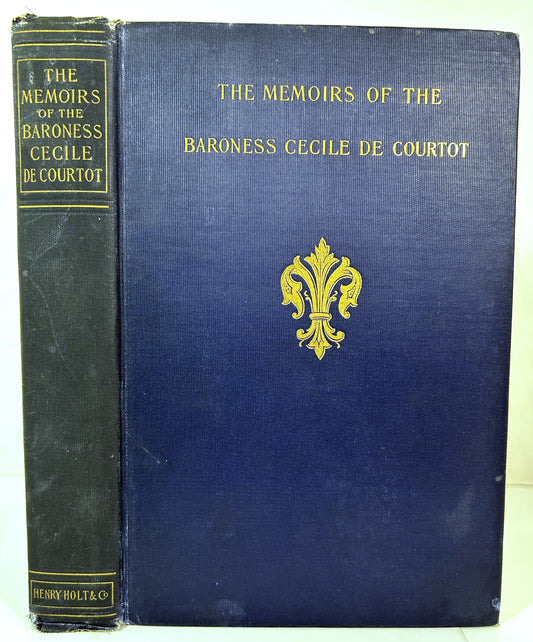 THE
MEMOIRS
OF THE
BARONESS
CECILE
DE COURTOT
HENRY·HOLT & Co
THE MEMOIRS OF THE
BARONESS CECILE DE COURTOT